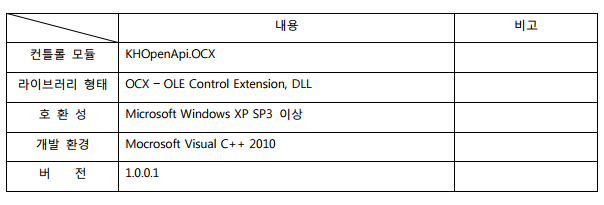 내용 비고
컨틀롤 모듈 KHOpenApi.OCX
라이브러리 형태 OCX – OLE Control Extension, DLL
호 환 성 Microsoft Windows XP SP3 이상
개발 환경 Mocrosoft Visual C++ 2010
버 전 1.0.0.1